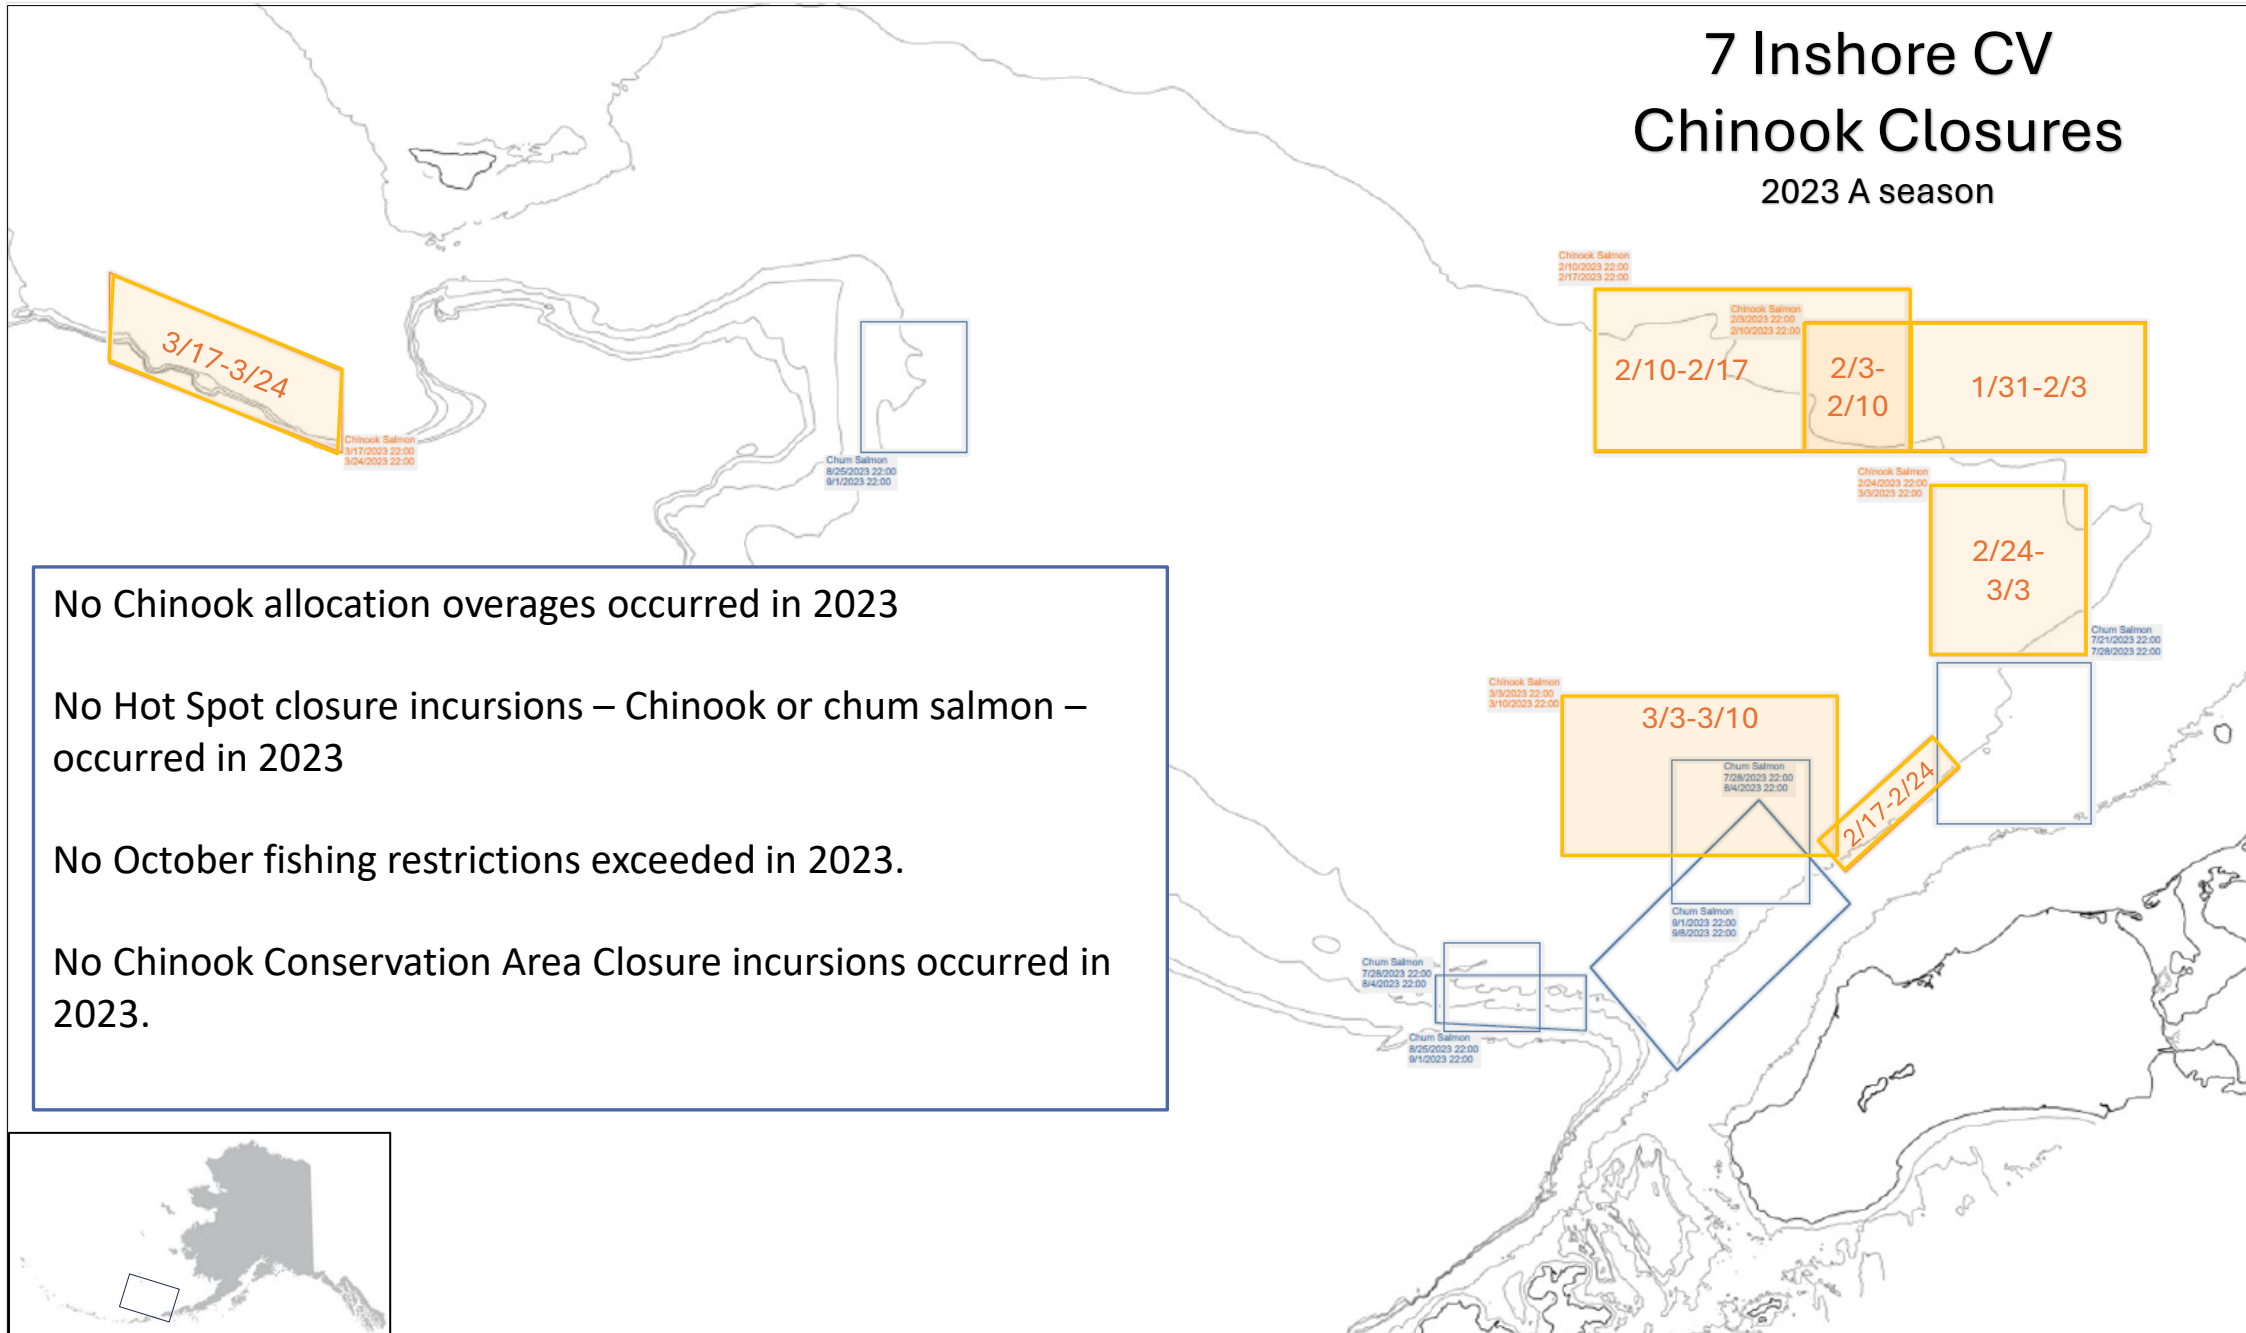 7 Inshore CV
Chinook Closures
2023 A season
Chinook Salmon
2/10/2023 22:00
2/17/2023 22:00
Chinook Salmon
2/3/2023 22:00
2/10/2023 22:00
2/10-2/17
2/3-
2/10
1/31-2/3
3/17-3/24
Chinook Salmon
3/17/2023 22:00
3/24/2023 22:00
Chum Salmon
8/25/2023 22:00
9/1/2023 22:00
Chinook Salmon
2/24/2023 22:00
3/3/2023 22:00
2/24-
3/3
Chum Salmon
7/21/2023 22:00
7/28/2023 22:00
Chinook Salmon
3/3/2023 22:00
3/10/2023 22:00
3/3-3/10
Chum Salmon
7/28/2023 22:00
8/4/2023 22:00
2/17-2/24
Chum Salmon
9/1/2023 22:00
9/8/2023 22:00
Chum Salmon
7/28/2023 22:00
8/4/2023 22:00
Chum Salmon
8/25/2023 22:00
9/1/2023 22:00
No Chinook allocation overages occurred in 2023
No Hot Spot closure incursions – Chinook or chum salmon –
occurred in 2023
No October fishing restrictions exceeded in 2023.
No Chinook Conservation Area Closure incursions occurred in
2023.